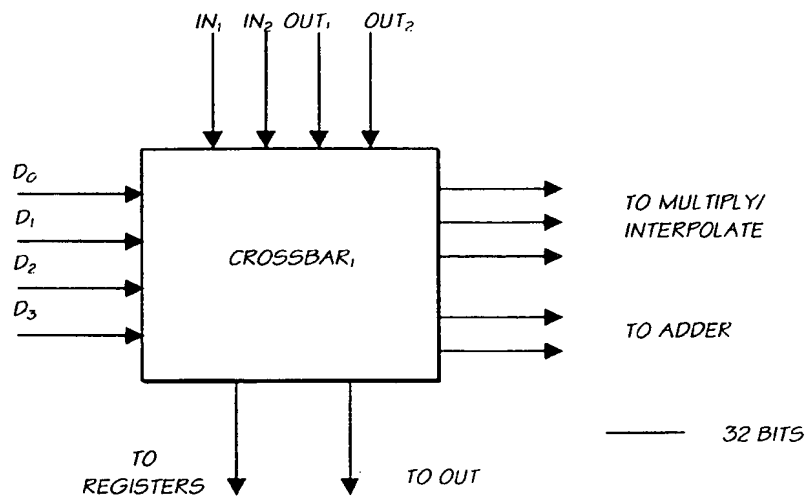 IN₁ IN₂ OUT₁ OUT₂
D₀
D₁
D₂
D₃
CROSSBAR₁
TO MULTIPLY/
INTERPOLATE
TO ADDER
32 BITS
TO
REGISTERS
TO OUT